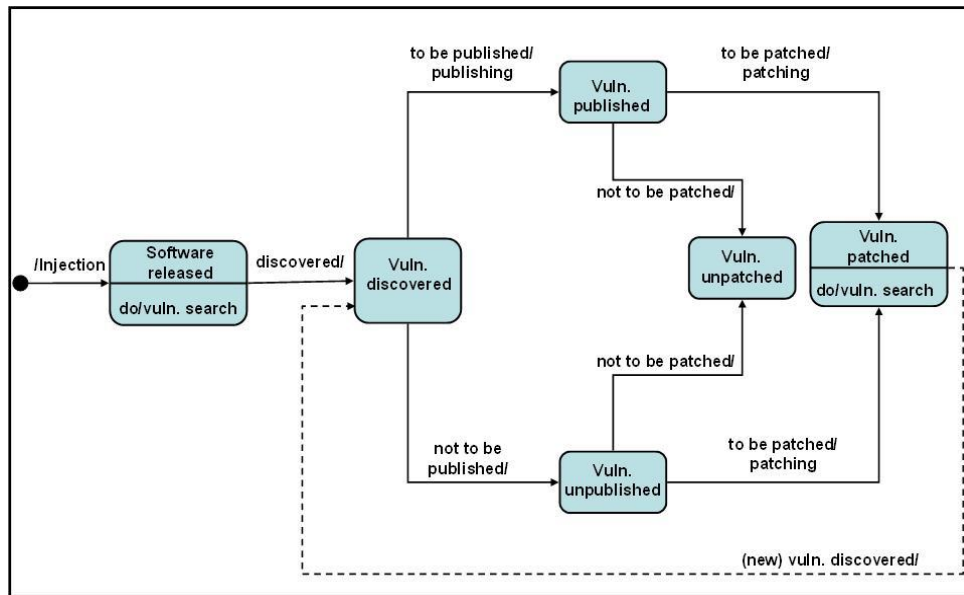 to be published/
publishing
Vuln.
published
to be patched/
patching
not to be patched/
/Injection
Software
released
do/vuln. search
discovered/
Vuln.
discovered
Vuln.
unpatched
Vuln.
patched
do/vuln. search
not to be patched/
not to be
published/
Vuln.
unpublished
to be patched/
patching
(new) vuln. discovered/